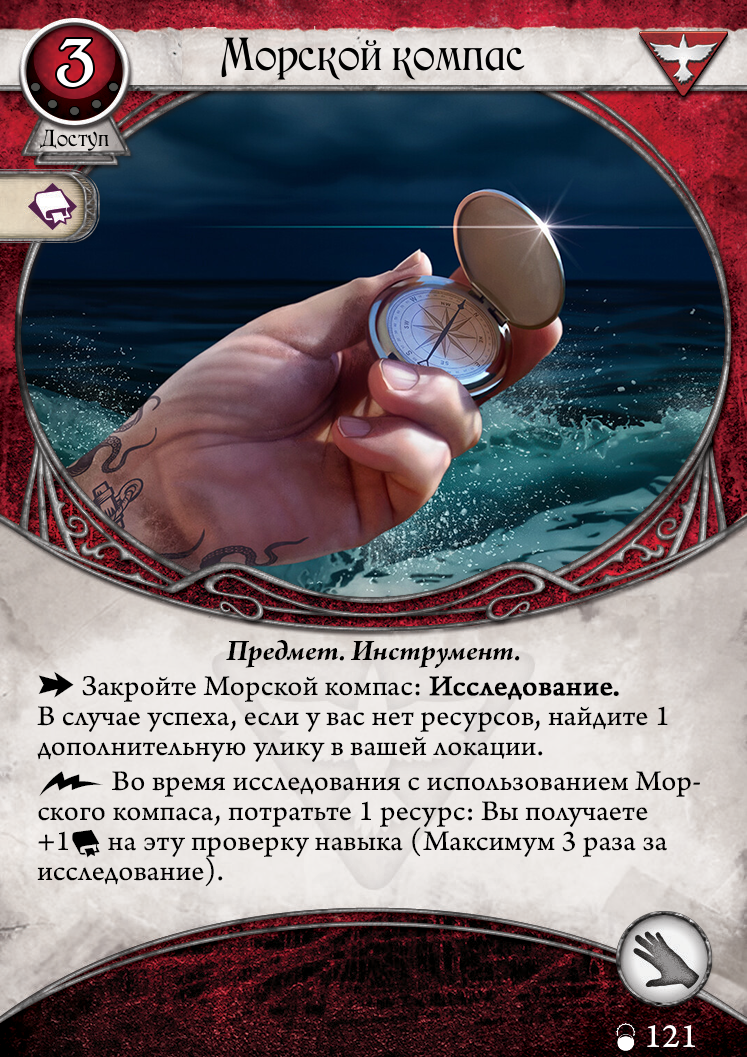 3
Морской компас
Доступ
Предмет. Инструмент.
Закройте Морской компас: Исследование.
В случае успеха, если у вас нет ресурсов, найдите 1
дополнительную улику в вашей локации.
Во время исследования с использованием Мор-
ского компаса, потратьте 1 ресурс: Вы получаете
+1 на эту проверку навыка (Максимум 3 раза за
исследование).
121